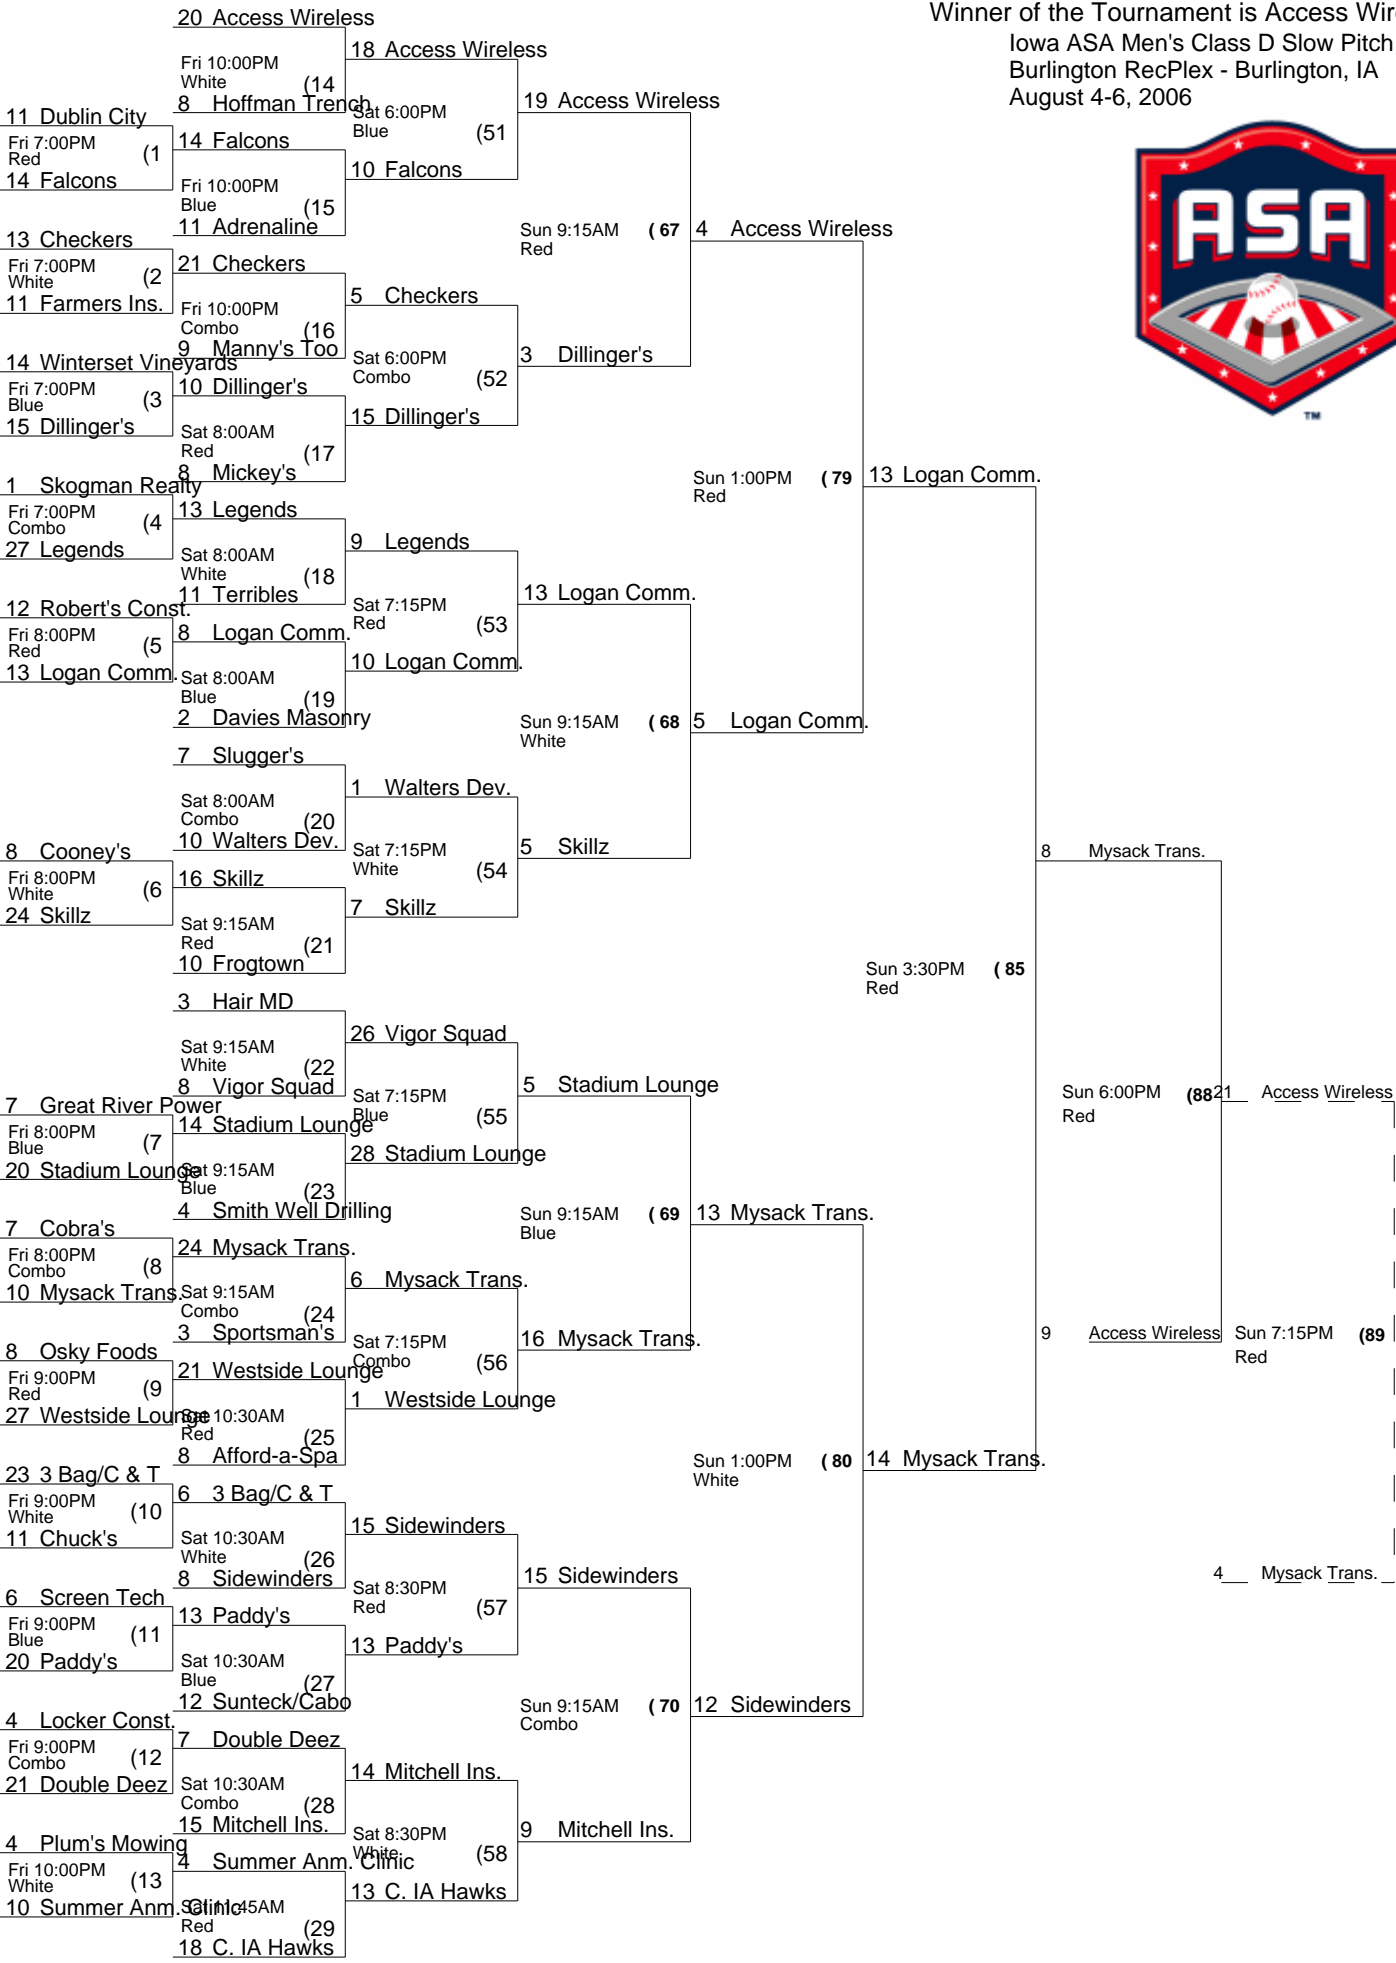 Winner of the Tournament is Access
Iowa ASA Men's Class D Slow Pitch
Burlington RecPlex - Burlington, IA
August 4-6, 2006
ASA
TM
11 Dublin City
Fri 7:00PM
Red (1
14 Falcons
13 Checkers
Fri 7:00PM
White (2
11 Farmers Ins.
14 Winterset Vineyards
Fri 7:00PM
Blue (3
15 Dillinger's
1 Skogman Realty
Fri 7:00PM
Combo (4
27 Legends
12 Robert's Const.
Fri 8:00PM
Red (5
13 Logan Comm.
8 Cooney's
Fri 8:00PM
White (6
24 Skillz
7 Great River Power
Fri 8:00PM
Blue (7
20 Stadium Lounge
7 Cobra's
Fri 8:00PM
Combo (8
10 Mysack Trans.
8 Osky Foods
Fri 9:00PM
Red (9
27 Westside Lounge
23 3 Bag/C & T
Fri 9:00PM
White (10
11 Chuck's
6 Screen Tech
Fri 9:00PM
Blue (11
20 Paddy's
4 Locker Const.
Fri 9:00PM
Combo (12
21 Double Deez
4 Plum's Mowing
Fri 10:00PM
White (13
10 Summer Anm. Clinic
20 Access Wireless
Fri 10:00PM
White (14
8 Hoffman Trench
14 Falcons
Fri 10:00PM
Blue (15
11 Adrenaline
21 Checkers
Fri 10:00PM
Combo (16
9 Manny's Too
10 Dillinger's
Sat 8:00AM
Red (17
8 Mickey's
13 Legends
Sat 8:00AM
White (18
11 Terribles
8 Logan Comm.
Sat 8:00AM
Blue (19
2 Davies Masonry
7 Slugger's
Sat 8:00AM
Combo (20
10 Walters Dev.
16 Skillz
Sat 9:15AM
Red (21
10 Frogtown
3 Hair MD
Sat 9:15AM
White (22
8 Vigor Squad
14 Stadium Lounge
Sat 9:15AM
Blue (23
4 Smith Well Drilling
24 Mysack Trans.
Sat 9:15AM
Combo (24
3 Sportsman's
21 Westside Lounge
Sat 10:30AM
Red (25
8 Afford-a-Spa
6 3 Bag/C & T
Sat 10:30AM
White (26
8 Sidewinders
13 Paddy's
Sat 10:30AM
Blue (27
12 Sunteck/Cabo
7 Double Deez
Sat 10:30AM
Combo (28
15 Mitchell Ins.
4 Summer Anm. Clinic
Sat 11:45AM
Red (29
18 C. IA Hawks
18 Access Wireless
Sat 6:00PM
Blue (51
10 Falcons
5 Checkers
Sat 6:00PM
Combo (52
15 Dillinger's
9 Legends
Sat 7:15PM
Red (53
10 Logan Comm.
1 Walters Dev.
Sat 7:15PM
White (54
7 Skillz
26 Vigor Squad
Sat 7:15PM
Blue (55
28 Stadium Lounge
6 Mysack Trans.
Sat 7:15PM
Combo (56
1 Westside Lounge
15 Sidewinders
Sat 8:30PM
Red (57
13 Paddy's
14 Mitchell Ins.
Sat 8:30PM
White (58
13 C. IA Hawks
19 Access Wireless
Sun 9:15AM (67
Red
3 Dillinger's
13 Logan Comm.
Sun 9:15AM (68
White
5 Skillz
5 Stadium Lounge
Sun 9:15AM (69
Blue
16 Mysack Trans.
15 Sidewinders
Sun 9:15AM (70
Combo
9 Mitchell Ins.
4 Access Wireless
Sun 1:00PM (79
Red
5 Logan Comm.
13 Mysack Trans.
Sun 1:00PM (80
White
12 Sidewinders
13 Logan Comm.
Sun 3:30PM (85
Red
14 Mysack Trans.
8 Mysack Trans.
Sun 6:00PM (88
Red
9 Access Wireless
21 Access Wireless
Sun 7:15PM (89
Red
4 Mysack Trans.